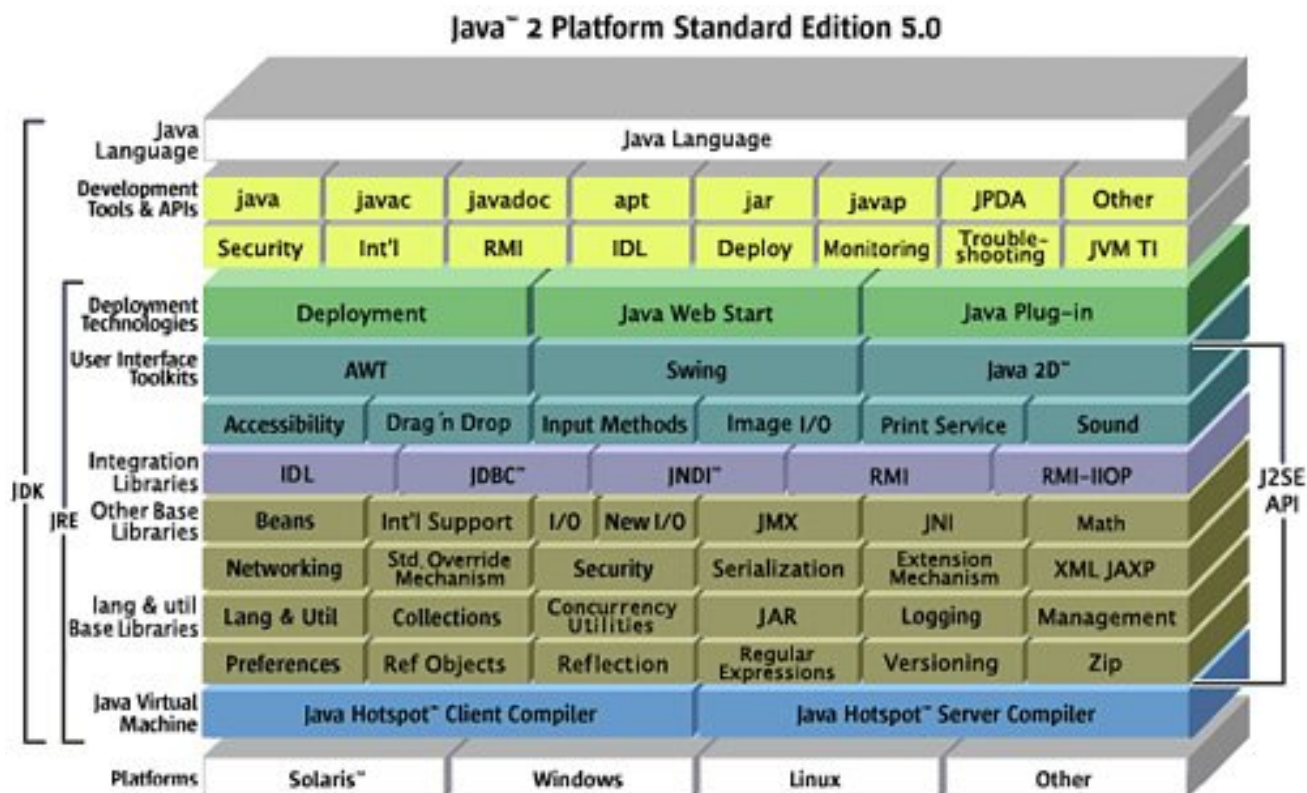 Java™ 2 Platform Standard Edition 5.0
Java Language
Java Language
Development Tools & APIs
java javac javadoc apt jar javap JPDA Other
Security Int'l RMI IDL Deploy Monitoring Trouble-shooting JVM TI
Deployment Technologies
Deployment Java Web Start Java Plug-in
User Interface Toolkits
AWT Swing Java 2D™
Accessibility Drag 'n Drop Input Methods Image I/O Print Service Sound
Integration Libraries
IDL JDBC™ JNDI™ RMI RMI-IIOP
Other Base Libraries
Beans Int'l Support I/O New I/O JMX JNI Math
Networking Std. Override Mechanism Security Serialization Extension Mechanism XML JAXP
lang & util Base Libraries
Lang & Util Collections Concurrency Utilities JAR Logging Management
Preferences Ref Objects Reflection Regular Expressions Versioning Zip
Java Virtual Machine
Java Hotspot™ Client Compiler Java Hotspot™ Server Compiler
Platforms
Solaris™ Windows Linux Other
JDK
JRE
J2SE API